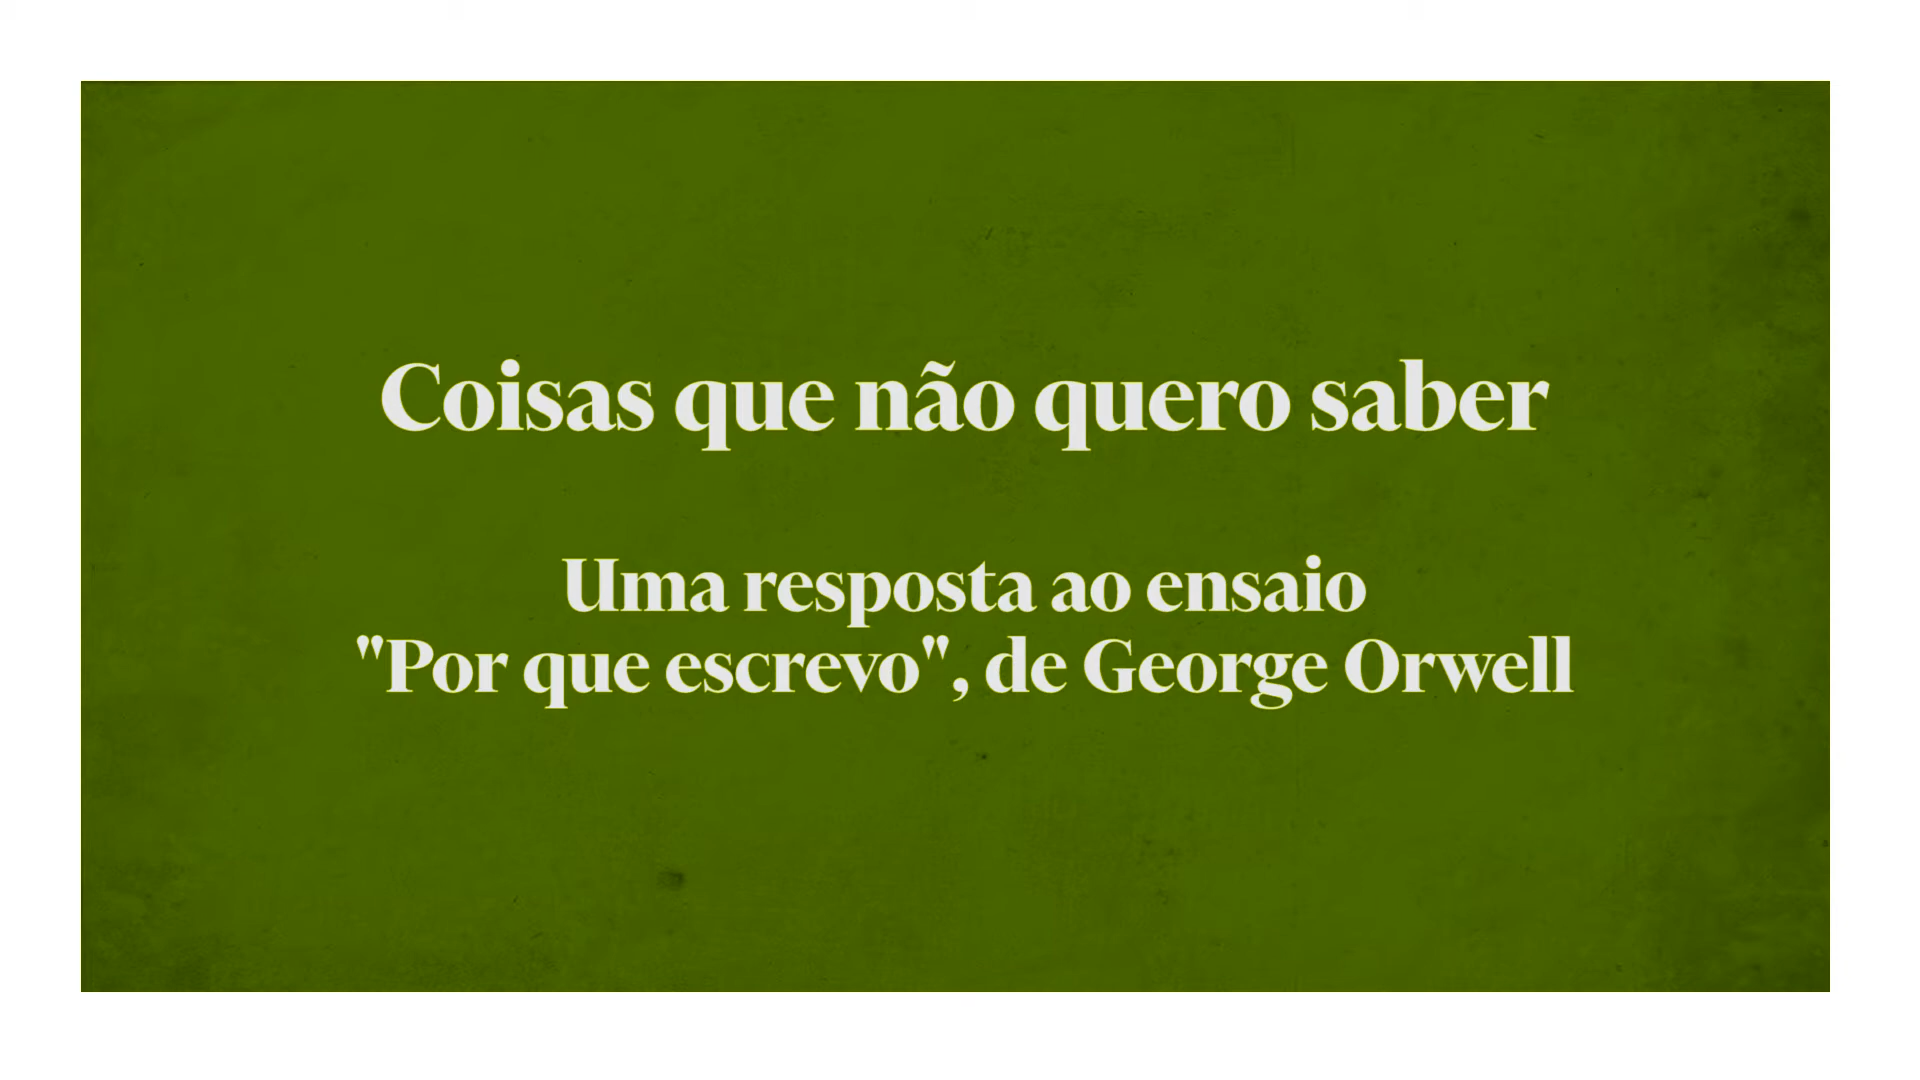 Coisas que não quero saber
Uma resposta ao ensaio
"Por que escrevo", de George Orwell